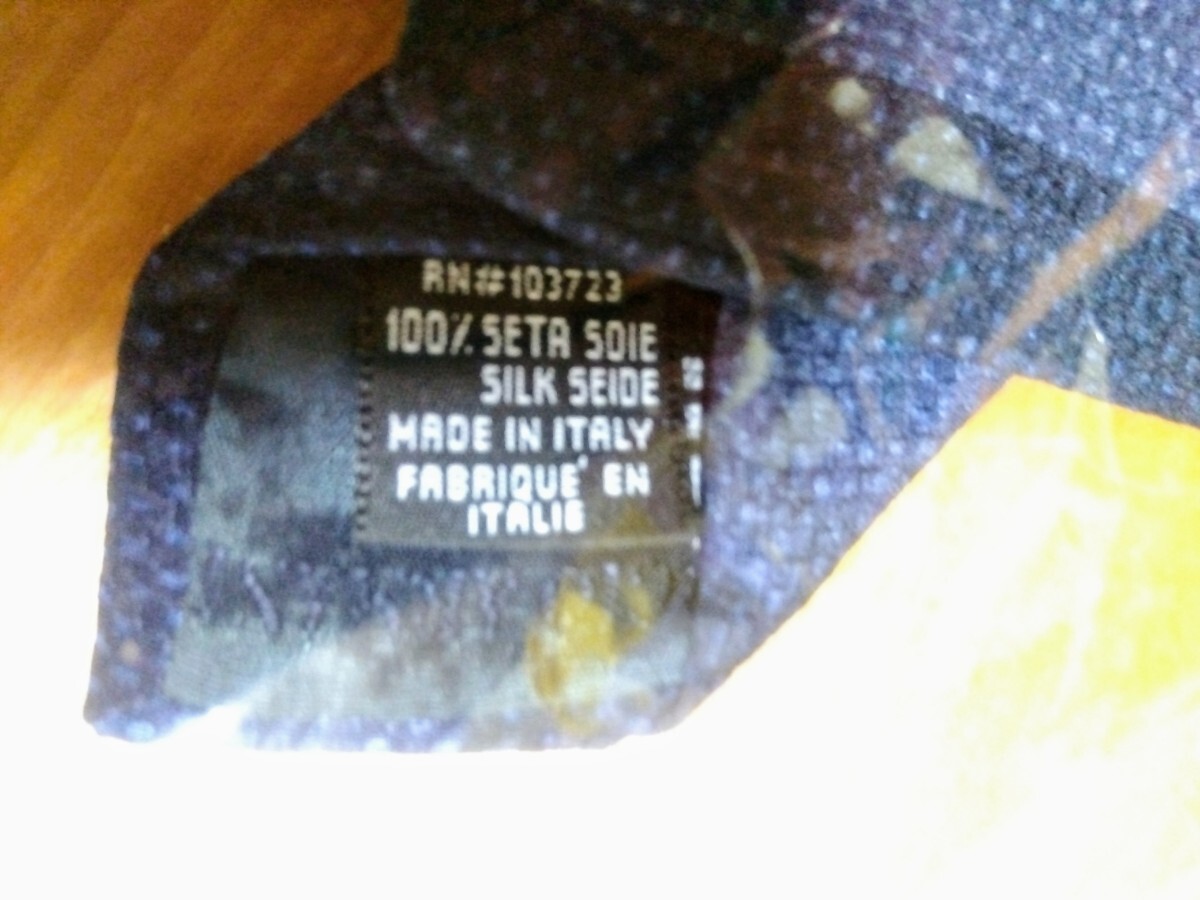 RN#103723
100% SETA SOIE
SILK SEIDE
MADE IN ITALY
FABRIQUE' EN
ITALIE